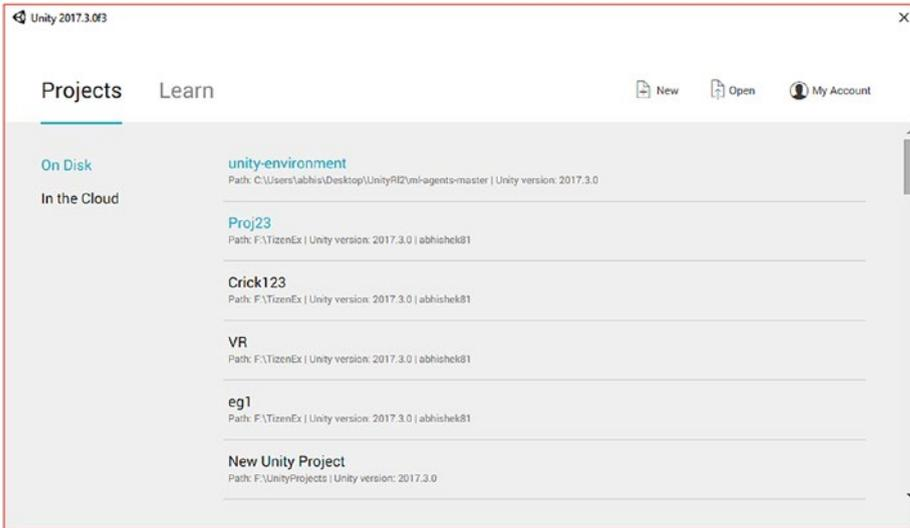 Unity 2017.3.0f3
Projects Learn New Open My Account
On Disk
In the Cloud
unity-environment
Path: C:\Users\abhis\Desktop\UnityRl2\ml-agents-master | Unity version: 2017.3.0
Proj23
Path: F:\TizenEx | Unity version: 2017.3.0 | abhishek81
Crick123
Path: F:\TizenEx | Unity version: 2017.3.0 | abhishek81
VR
Path: F:\TizenEx | Unity version: 2017.3.0 | abhishek81
eg1
Path: F:\TizenEx | Unity version: 2017.3.0 | abhishek81
New Unity Project
Path: F:\UnityProjects | Unity version: 2017.3.0